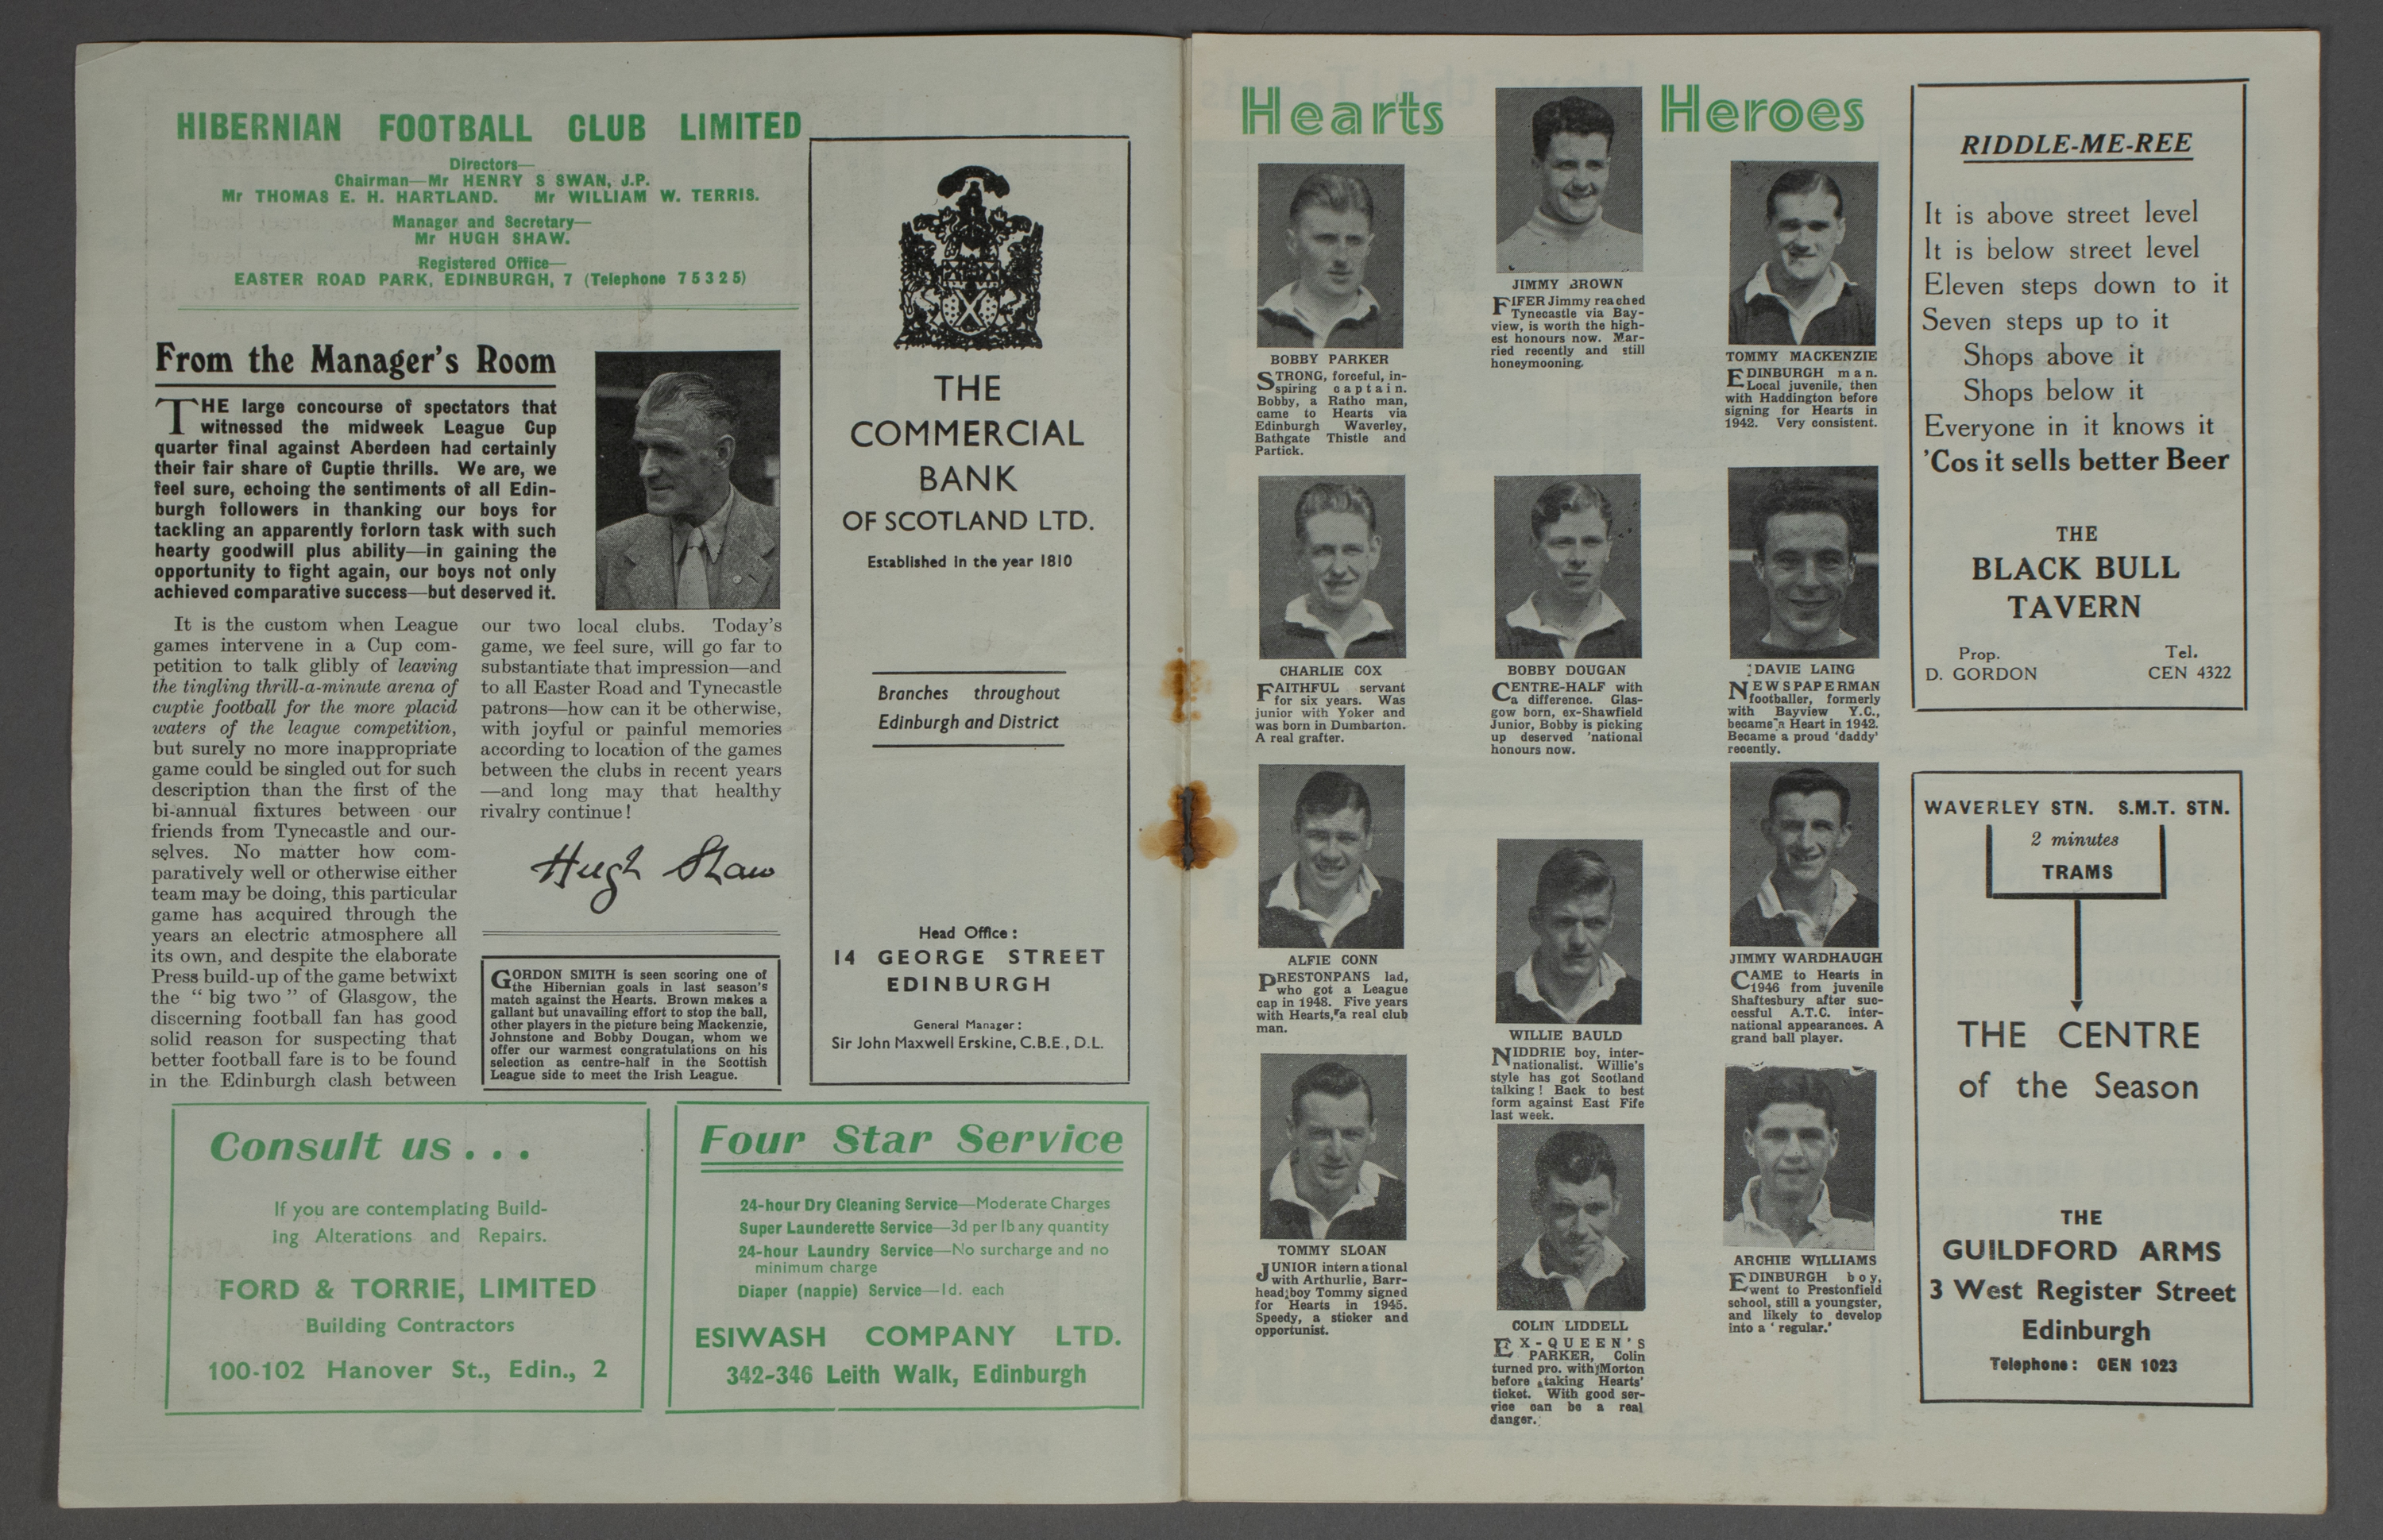 HIBERNIAN FOOTBALL CLUB LIMITED
Directors—
Chairman—Mr HENRY S SWAN, J.P.
Mr THOMAS E. H. HARTLAND. Mr WILLIAM W. TERRIS.
Manager and Secretary—
Mr HUGH SHAW.
Registered Office—
EASTER ROAD PARK, EDINBURGH, 7 (Telephone 75325)
From the Manager's Room
THE large concourse of spectators that
witnessed the midweek League Cup
quarter final against Aberdeen had certainly
their fair share of Cuptie thrills. We are, we
feel sure, echoing the sentiments of all Edin-
burgh followers in thanking our boys for
tackling an apparently forlorn task with such
hearty goodwill plus ability—in gaining the
opportunity to fight again, our boys not only
achieved comparative success—but deserved it.
It is the custom when League
games intervene in a Cup com-
petition to talk glibly of leaving
the tingling thrill-a-minute arena of
cuptie football for the more placid
waters of the league competition,
but surely no more inappropriate
game could be singled out for such
description than the first of the
bi-annual fixtures between our
friends from Tynecastle and our-
selves. No matter how com-
paratively well or otherwise either
team may be doing, this particular
game has acquired through the
years an electric atmosphere all
its own, and despite the elaborate
Press build-up of the game betwixt
the “ big two ” of Glasgow, the
discerning football fan has good
solid reason for suspecting that
better football fare is to be found
in the Edinburgh clash between
our two local clubs. Today's
game, we feel sure, will go far to
substantiate that impression—and
to all Easter Road and Tynecastle
patrons—how can it be otherwise,
with joyful or painful memories
according to location of the games
between the clubs in recent years
—and long may that healthy
rivalry continue!
Hugh Shaw
GORDON SMITH is seen scoring one of
the Hibernian goals in last season's
match against the Hearts. Brown makes a
gallant but unavailing effort to stop the ball,
other players in the picture being Mackenzie,
Johnstone and Bobby Dougan, whom we
offer our warmest congratulations on his
selection as centre-half in the Scottish
League side to meet the Irish League.
THE
COMMERCIAL
BANK
OF SCOTLAND LTD.
Established in the year 1810
Branches throughout
Edinburgh and District
Head Office:
14 GEORGE STREET
EDINBURGH
General Manager:
Sir John Maxwell Erskine, C.B.E., D.L.
Consult us...
If you are contemplating Build-
ing Alterations and Repairs.
FORD & TORRIE, LIMITED
Building Contractors
100-102 Hanover St., Edin., 2
Four Star Service
24-hour Dry Cleaning Service—Moderate Charges
Super Launderette Service—3d per lb any quantity
24-hour Laundry Service—No surcharge and no
minimum charge
Diaper (nappie) Service—1d. each
ESIWASH COMPANY LTD.
342-346 Leith Walk, Edinburgh
Hearts Heroes
BOBBY PARKER
STRONG, forceful, in-
spiring captain.
Bobby, a Ratho man,
came to Hearts via
Edinburgh Waverley,
Bathgate Thistle and
Partick.
CHARLIE COX
FAITHFUL servant
for six years. Was
junior with Yoker and
was born in Dumbarton.
A real grafter.
ALFIE CONN
PRESTONPANS lad,
who got a League
cap in 1948. Five years
with Hearts, a real club
man.
TOMMY SLOAN
JUNIOR international
with Arthurlie, Barr-
head boy Tommy signed
for Hearts in 1945.
Speedy, a sticker and
opportunist.
JIMMY BROWN
FIFER Jimmy reached
Tynecastle via Bay-
view, is worth the high-
est honours now. Mar-
ried recently and still
honeymooning.
BOBBY DOUGAN
CENTRE-HALF with
a difference. Glas-
gow born, ex-Shawfield
Junior, Bobby is picking
up deserved 'national
honours now.
WILLIE BAULD
NIDDRIE boy, inter-
nationalist. Willie's
style has got Scotland
talking! Back to best
form against East Fife
last week.
COLIN LIDDELL
EX-QUEEN'S
PARKER, Colin
turned pro. with Morton
before taking Hearts'
ticket. With good ser-
vice can be a real
danger.
TOMMY MACKENZIE
EDINBURGH man.
Local juvenile, then
with Haddington before
signing for Hearts in
1942. Very consistent.
DAVIE LAING
NEWSPAPERMAN
footballer, formerly
with Bayview Y.C.,
became a Heart in 1942.
Became a proud 'daddy'
recently.
JIMMY WARDHAUGH
CAME to Hearts in
1946 from juvenile
Shaftesbury after suc-
cessful A.T.C. inter-
national appearances. A
grand ball player.
ARCHIE WILLIAMS
EDINBURGH boy,
went to Prestonfield
school, still a youngster,
and likely to develop
into a 'regular.'
RIDDLE-ME-REE
It is above street level
It is below street level
Eleven steps down to it
Seven steps up to it
Shops above it
Shops below it
Everyone in it knows it
'Cos it sells better Beer
THE
BLACK BULL
TAVERN
Prop. Tel.
D. GORDON CEN 4322
WAVERLEY STN. S.M.T. STN.
2 minutes
TRAMS
THE CENTRE
of the Season
THE
GUILDFORD ARMS
3 West Register Street
Edinburgh
Telephone: CEN 1023